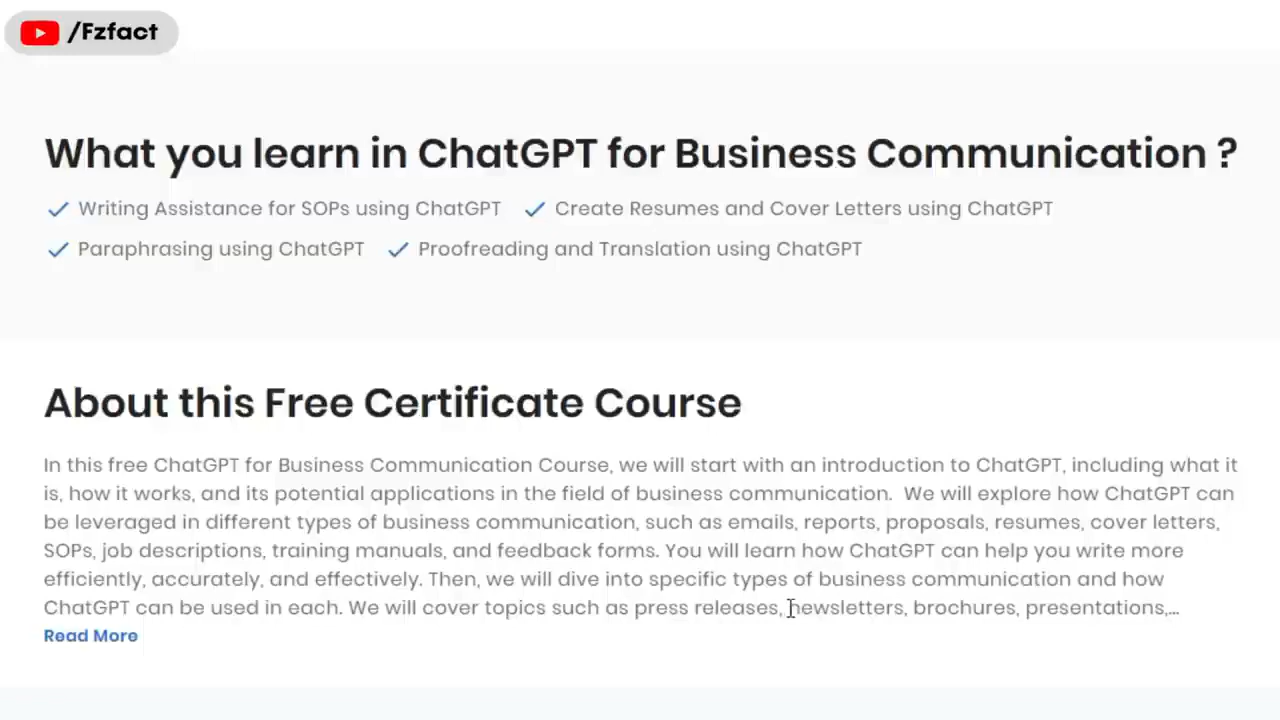 /Fzfact
What you learn in ChatGPT for Business Communication ?
Writing Assistance for SOPs using ChatGPT Create Resumes and Cover Letters using ChatGPT
Paraphrasing using ChatGPT Proofreading and Translation using ChatGPT
About this Free Certificate Course
In this free ChatGPT for Business Communication Course, we will start with an introduction to ChatGPT, including what it
is, how it works, and its potential applications in the field of business communication. We will explore how ChatGPT can
be leveraged in different types of business communication, such as emails, reports, proposals, resumes, cover letters,
SOPs, job descriptions, training manuals, and feedback forms. You will learn how ChatGPT can help you write more
efficiently, accurately, and effectively. Then, we will dive into specific types of business communication and how
ChatGPT can be used in each. We will cover topics such as press releases, newsletters, brochures, presentations,...
Read More